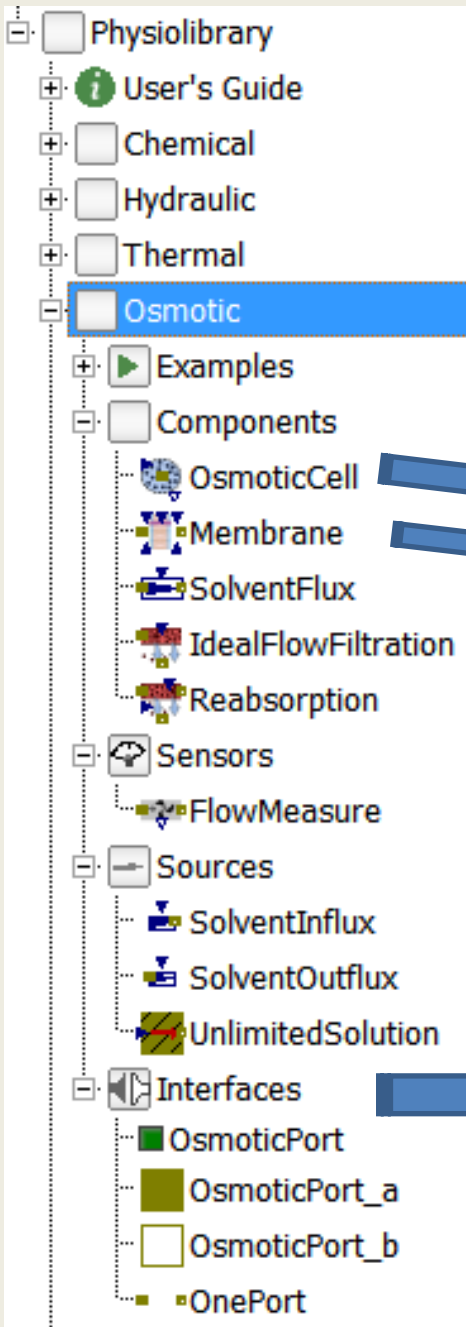 Physiolibrary
User's Guide
Chemical
Hydraulic
Thermal
Osmotic
Examples
Components
OsmoticCell
Membrane
SolventFlux
IdealFlowFiltration
Reabsorption
Sensors
FlowMeasure
Sources
SolventInflux
SolventOutflux
UnlimitedSolution
Interfaces
OsmoticPort
OsmoticPort_a
OsmoticPort_b
OnePort